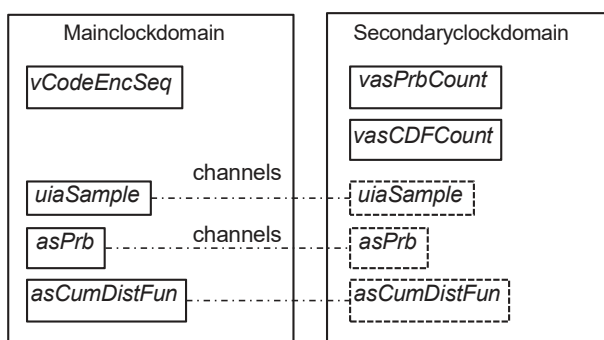 Mainclockdomain
Secondaryclockdomain
vCodeEncSeq
vasPrbCount
vasCDFCount
channels
uiaSample
uiaSample
channels
asPrb
asPrb
asCumDistFun
asCumDistFun